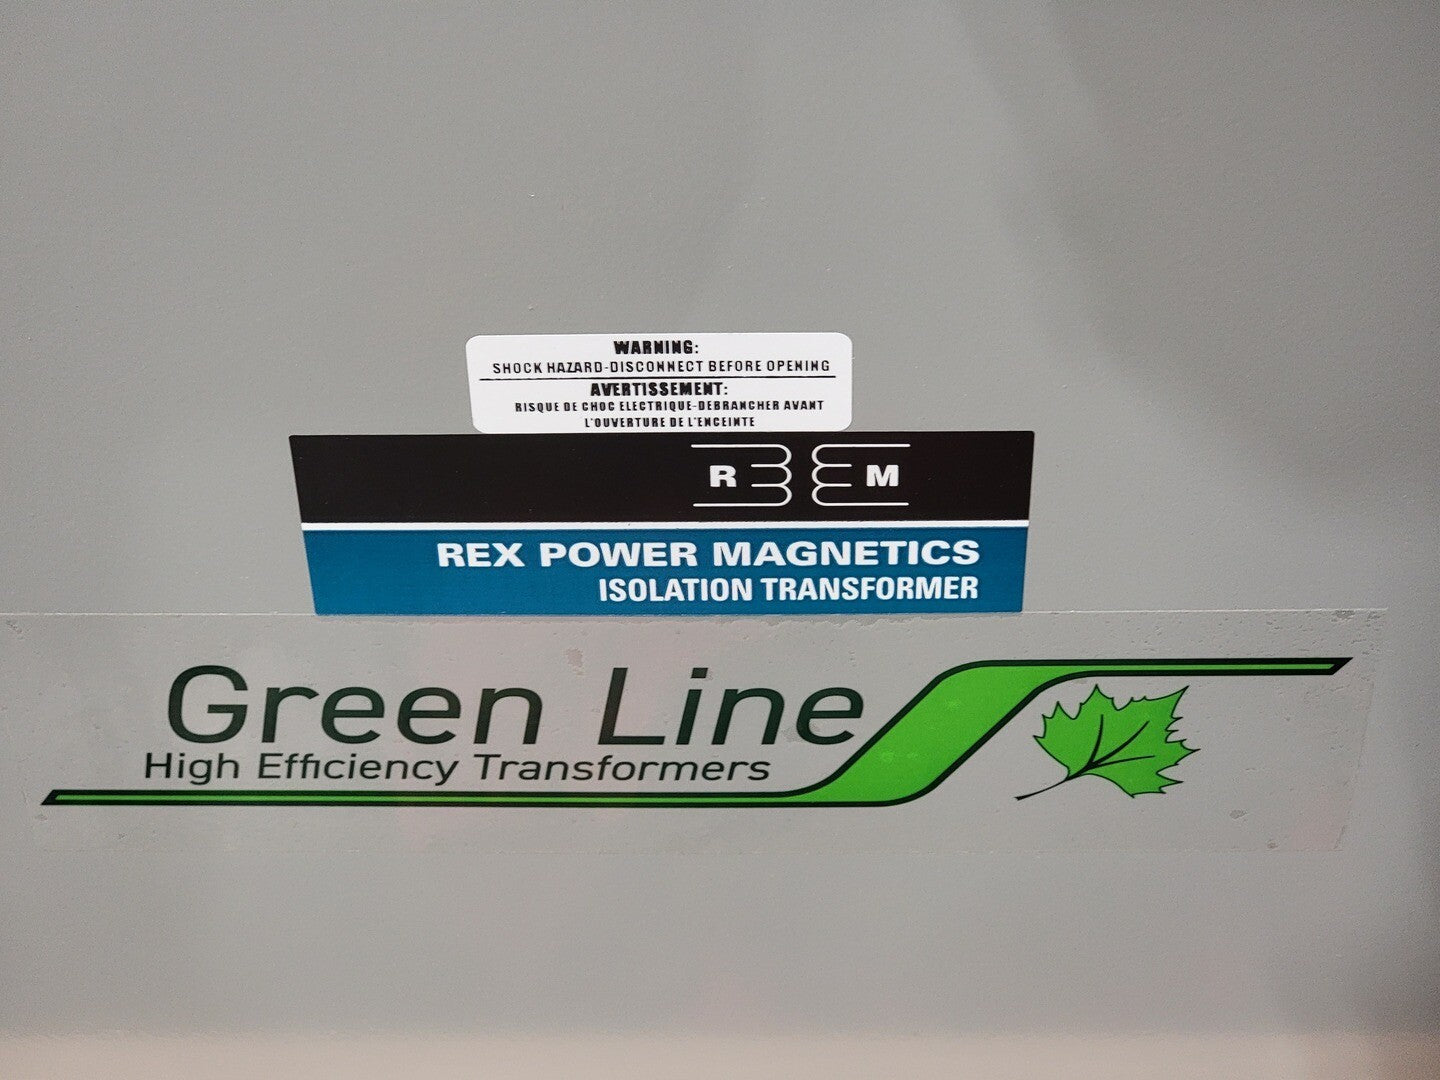 WARNING:
SHOCK HAZARD-DISCONNECT BEFORE OPENING
AVERTISSEMENT:
RISQUE DE CHOC ELECTRIQUE-DEBRANCHER AVANT
L'OUVERTURE DE L'ENCEINTE
R M
REX POWER MAGNETICS
ISOLATION TRANSFORMER
Green Line
High Efficiency Transformers